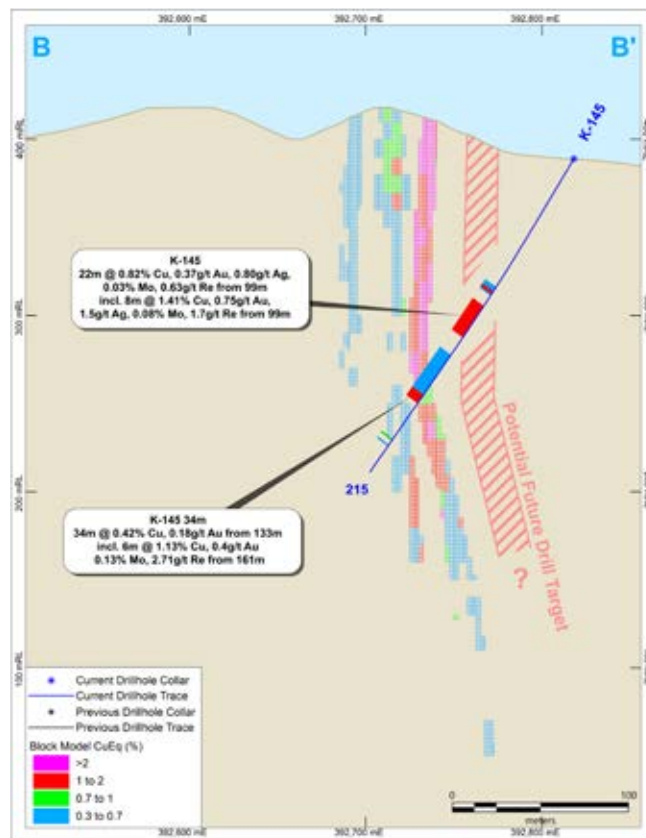 392,600 mE 392,700 mE 392,800 mE
B B'
K-145
400 mRL
K-145
22m @ 0.82% Cu, 0.37g/t Au, 0.80g/t Ag,
0.03% Mo, 0.63g/t Re from 99m
incl. 8m @ 1.41% Cu, 0.75g/t Au,
1.5g/t Ag, 0.08% Mo, 1.7g/t Re from 99m
300 mRL
Potential Future Drill Target
?
215
200 mRL
K-145 34m
34m @ 0.42% Cu, 0.18g/t Au from 133m
incl. 6m @ 1.13% Cu, 0.4g/t Au
0.13% Mo, 2.71g/t Re from 161m
100 mRL
Current Drillhole Collar
Current Drillhole Trace
Previous Drillhole Collar
Previous Drillhole Trace
Block Model CuEq (%)
>2
1 to 2
0.7 to 1
0.3 to 0.7
0 100
meters
392,600 mE 392,700 mE 392,800 mE